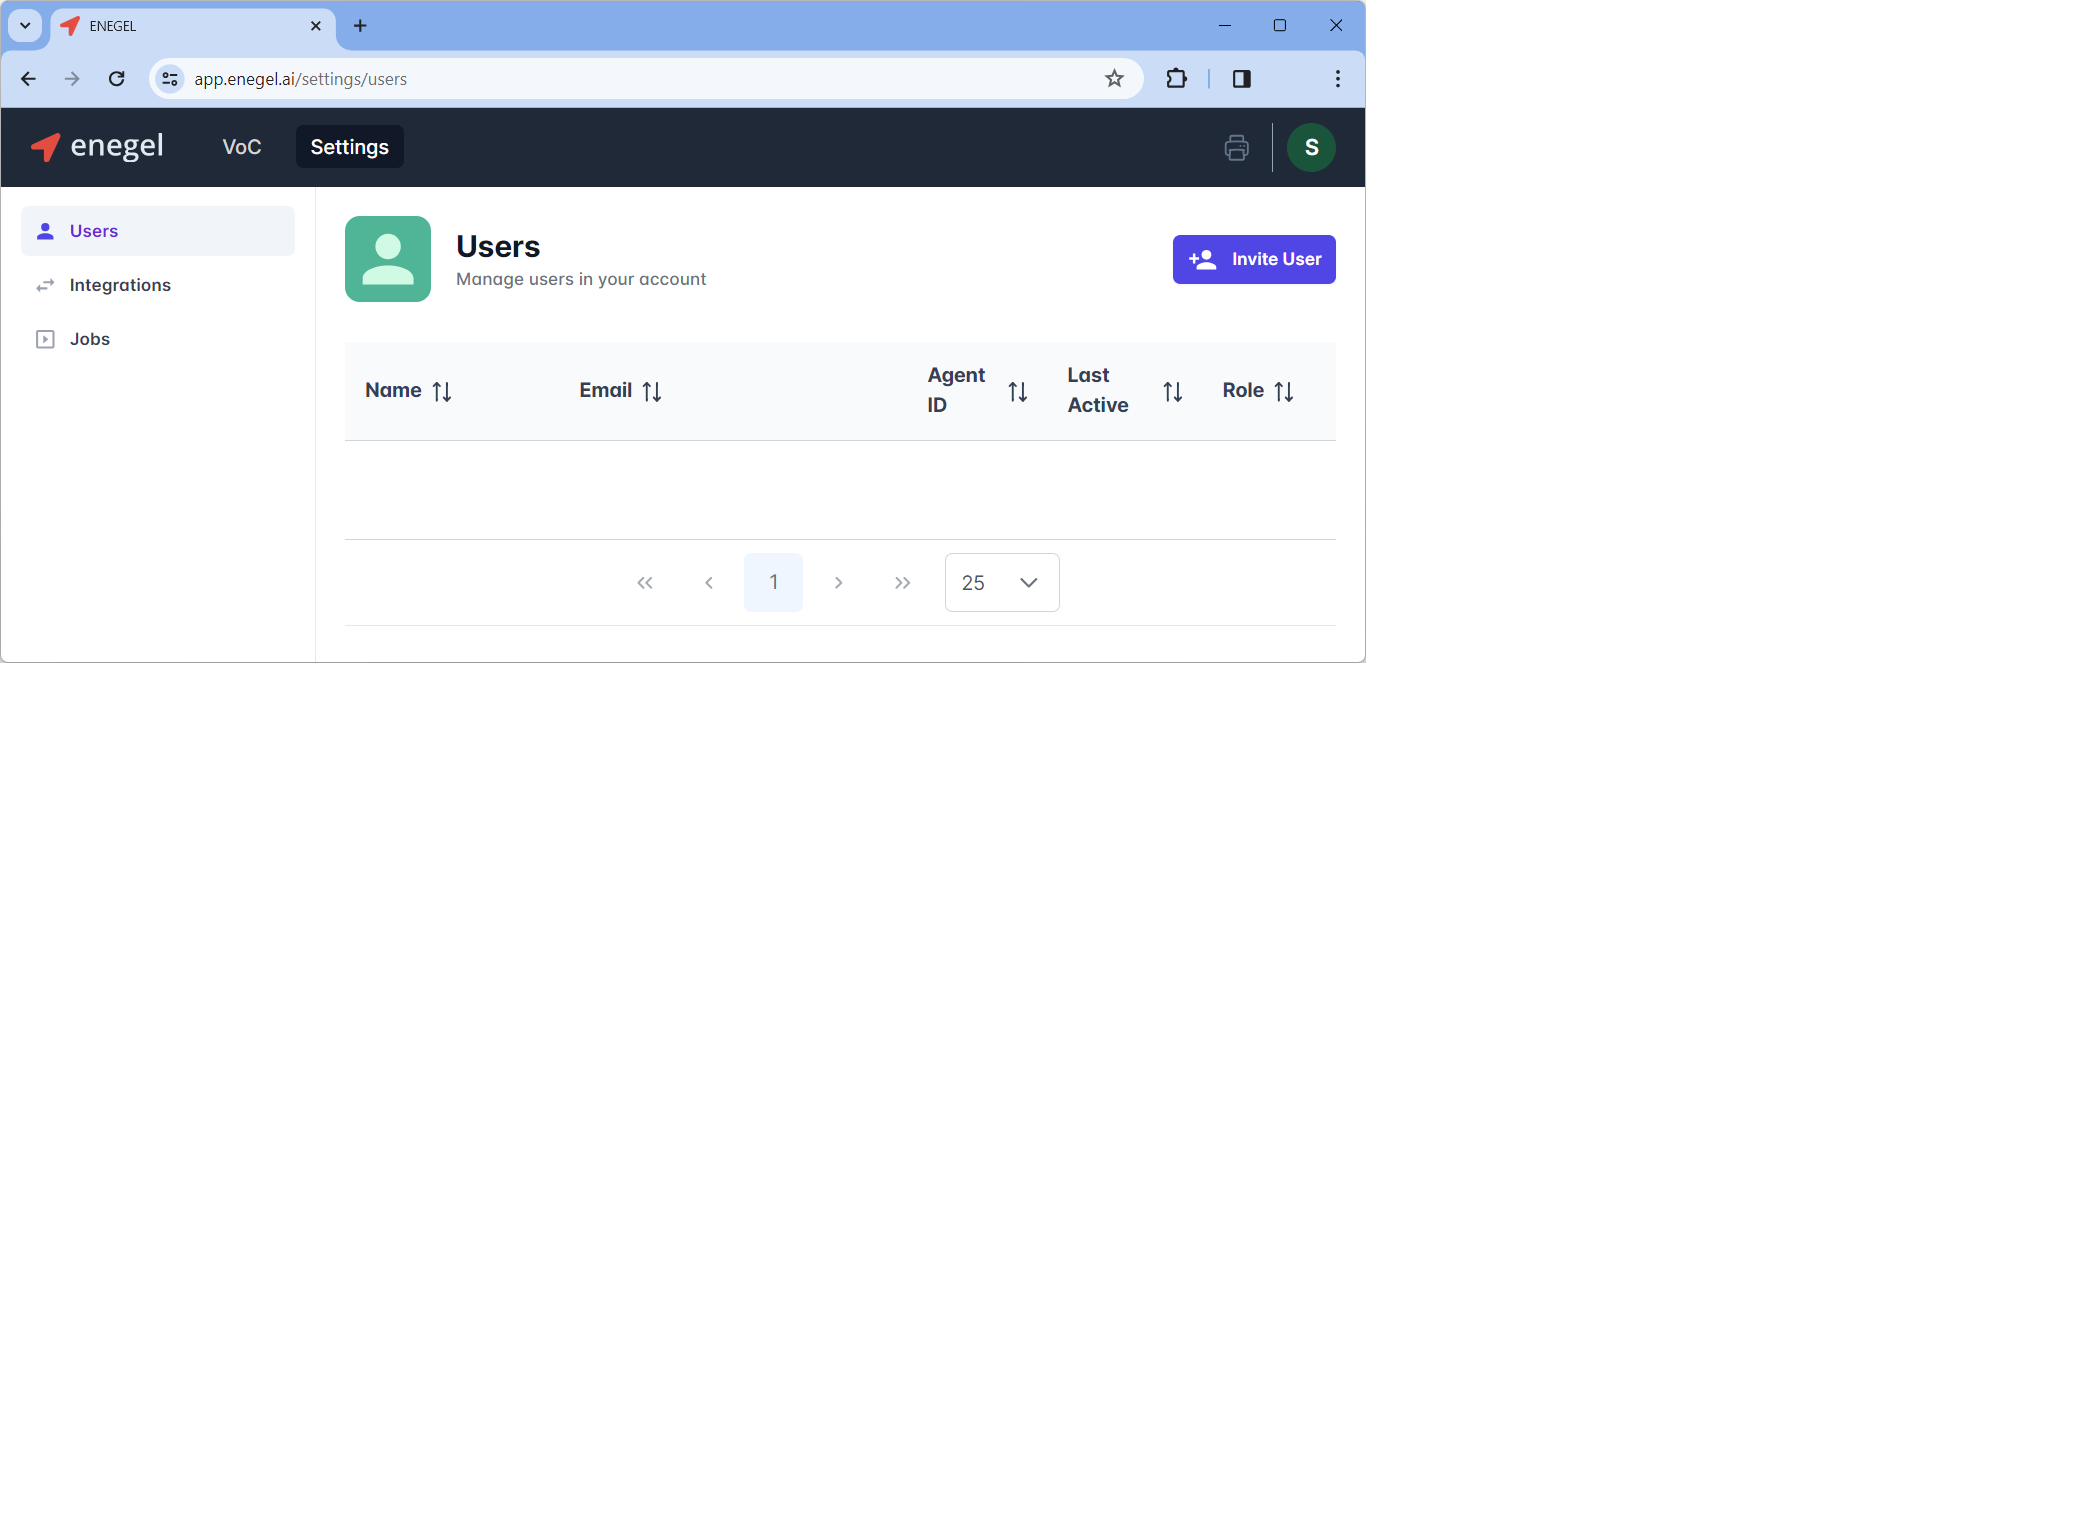 ENEGEL
app.enegel.ai/settings/users
enegel
VoC
Settings
S
Users
Integrations
Jobs
Users
Manage users in your account
Invite User
Name
Email
Agent
ID
Last
Active
Role
1
25